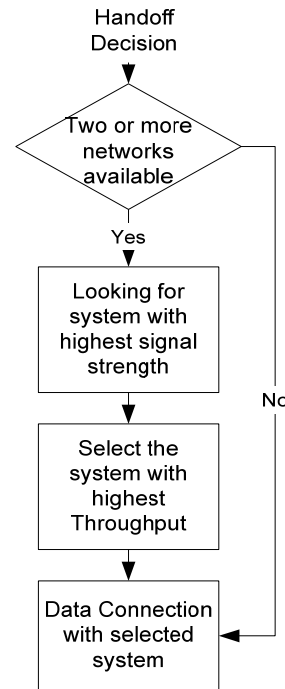 Handoff
Decision
Two or more
networks
available
Yes
Looking for
system with
highest signal
strength
No
Select the
system with
highest
Throughput
Data Connection
with selected
system